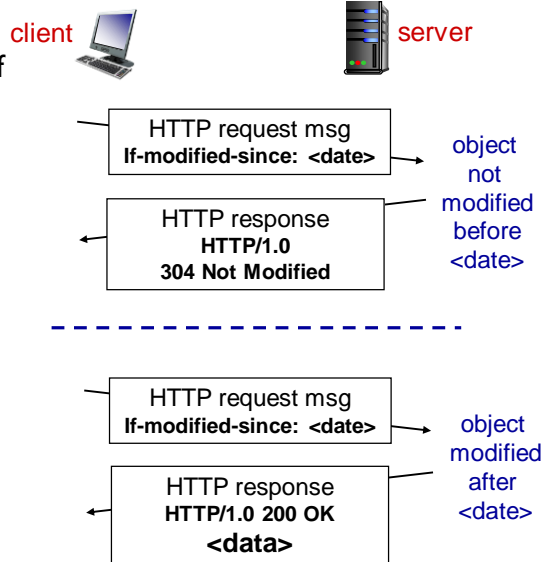 client
server
f
HTTP request msg
If-modified-since: <date>
object
not
modified
before
<date>
HTTP response
HTTP/1.0
304 Not Modified
HTTP request msg
If-modified-since: <date>
object
modified
after
<date>
HTTP response
HTTP/1.0 200 OK
<data>